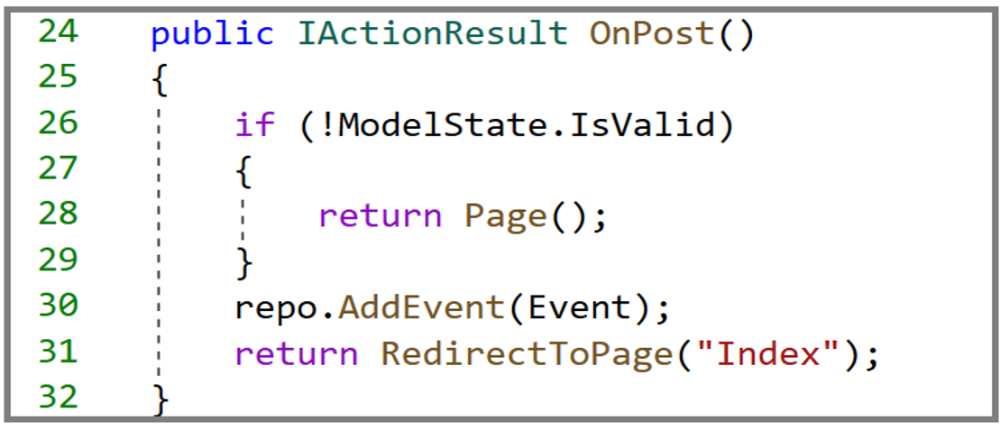 24 public IActionResult OnPost()
25 {
26 if (!ModelState.IsValid)
27 {
28 return Page();
29 }
30 repo.AddEvent(Event);
31 return RedirectToPage("Index");
32 }